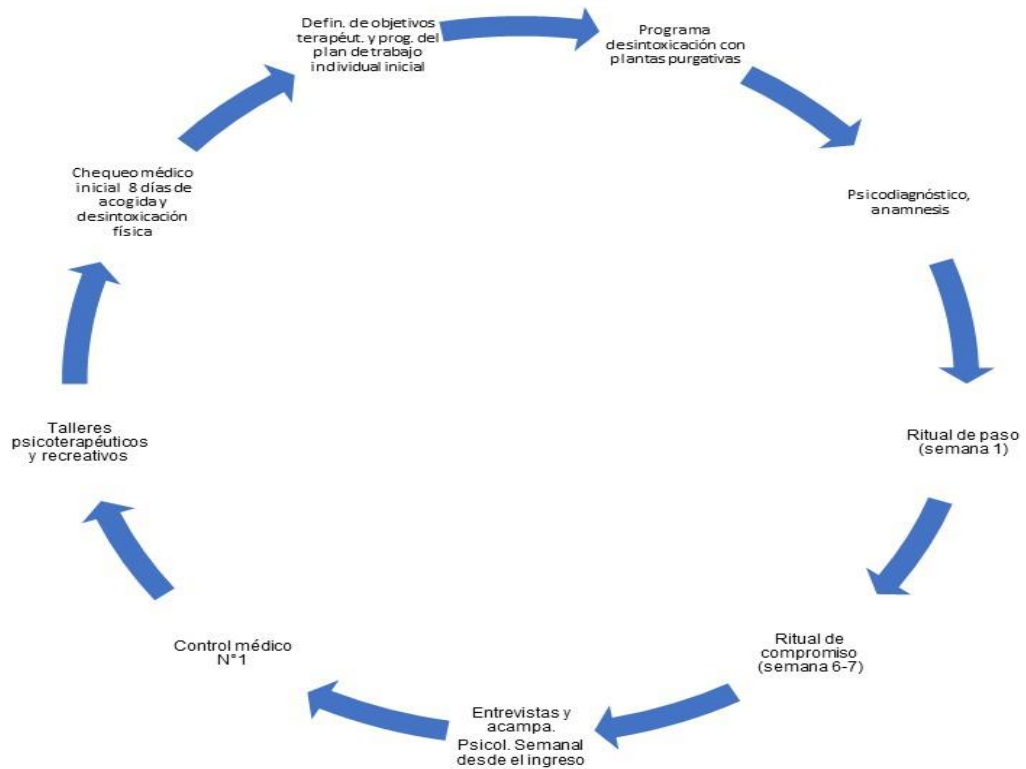 Defin. de objetivos
terapéut. y prog. del
plan de trabajo
individual inicial
Programa
desintoxicación con
plantas purgativas
Psicodiagnóstico,
anamnesis
Ritual de paso
(semana 1)
Ritual de
compromiso
(semana 6-7)
Entrevistas y
acampa.
Psicol. Semanal
desde el ingreso
Control médico
N°1
Talleres
psicoterapéuticos
y recreativos
Chequeo médico
inicial 8 días de
acogida y
desintoxicación
física